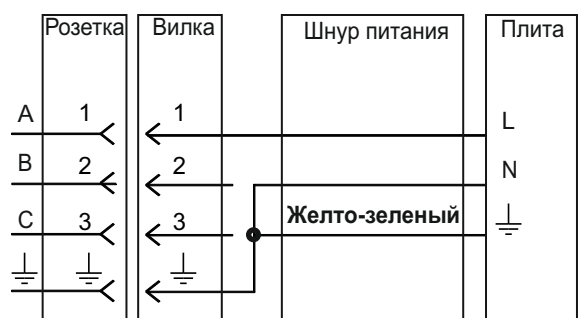 Розетка Вилка Шнур питания Плита
A 1 1 L
B 2 2 N
C 3 3 Желто-зеленый